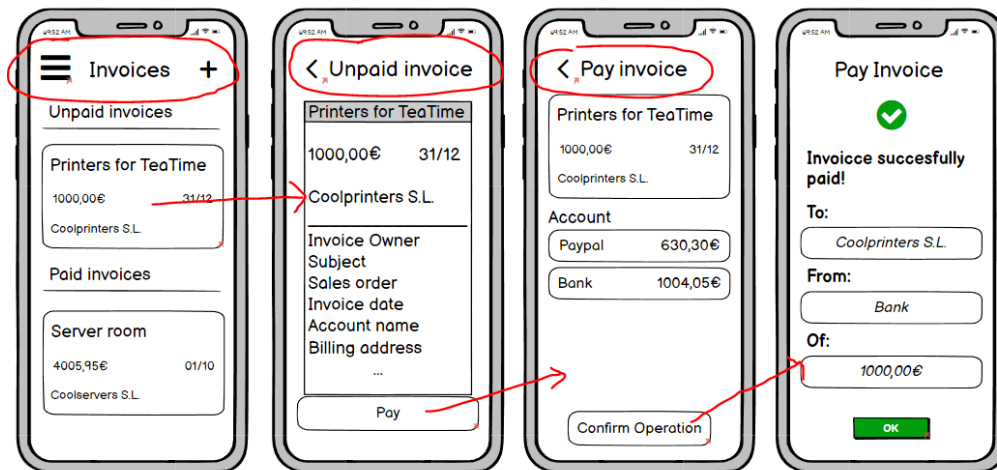 09:52 AM
Invoices +
Unpaid invoices
Printers for TeaTime
1000,00€ 31/12
Coolprinters S.L.
Paid invoices
Server room
4005,95€ 01/10
Coolservers S.L.
09:52 AM
< Unpaid invoice
Printers for TeaTime
1000,00€ 31/12
Coolprinters S.L.
Invoice Owner
Subject
Sales order
Invoice date
Account name
Billing address
...
Pay
09:52 AM
< Pay invoice
Printers for TeaTime
1000,00€ 31/12
Coolprinters S.L.
Account
Paypal 630,30€
Bank 1004,05€
Confirm Operation
09:52 AM
Pay Invoice
Invoicce succesfully
paid!
To:
Coolprinters S.L.
From:
Bank
Of:
1000,00€
OK